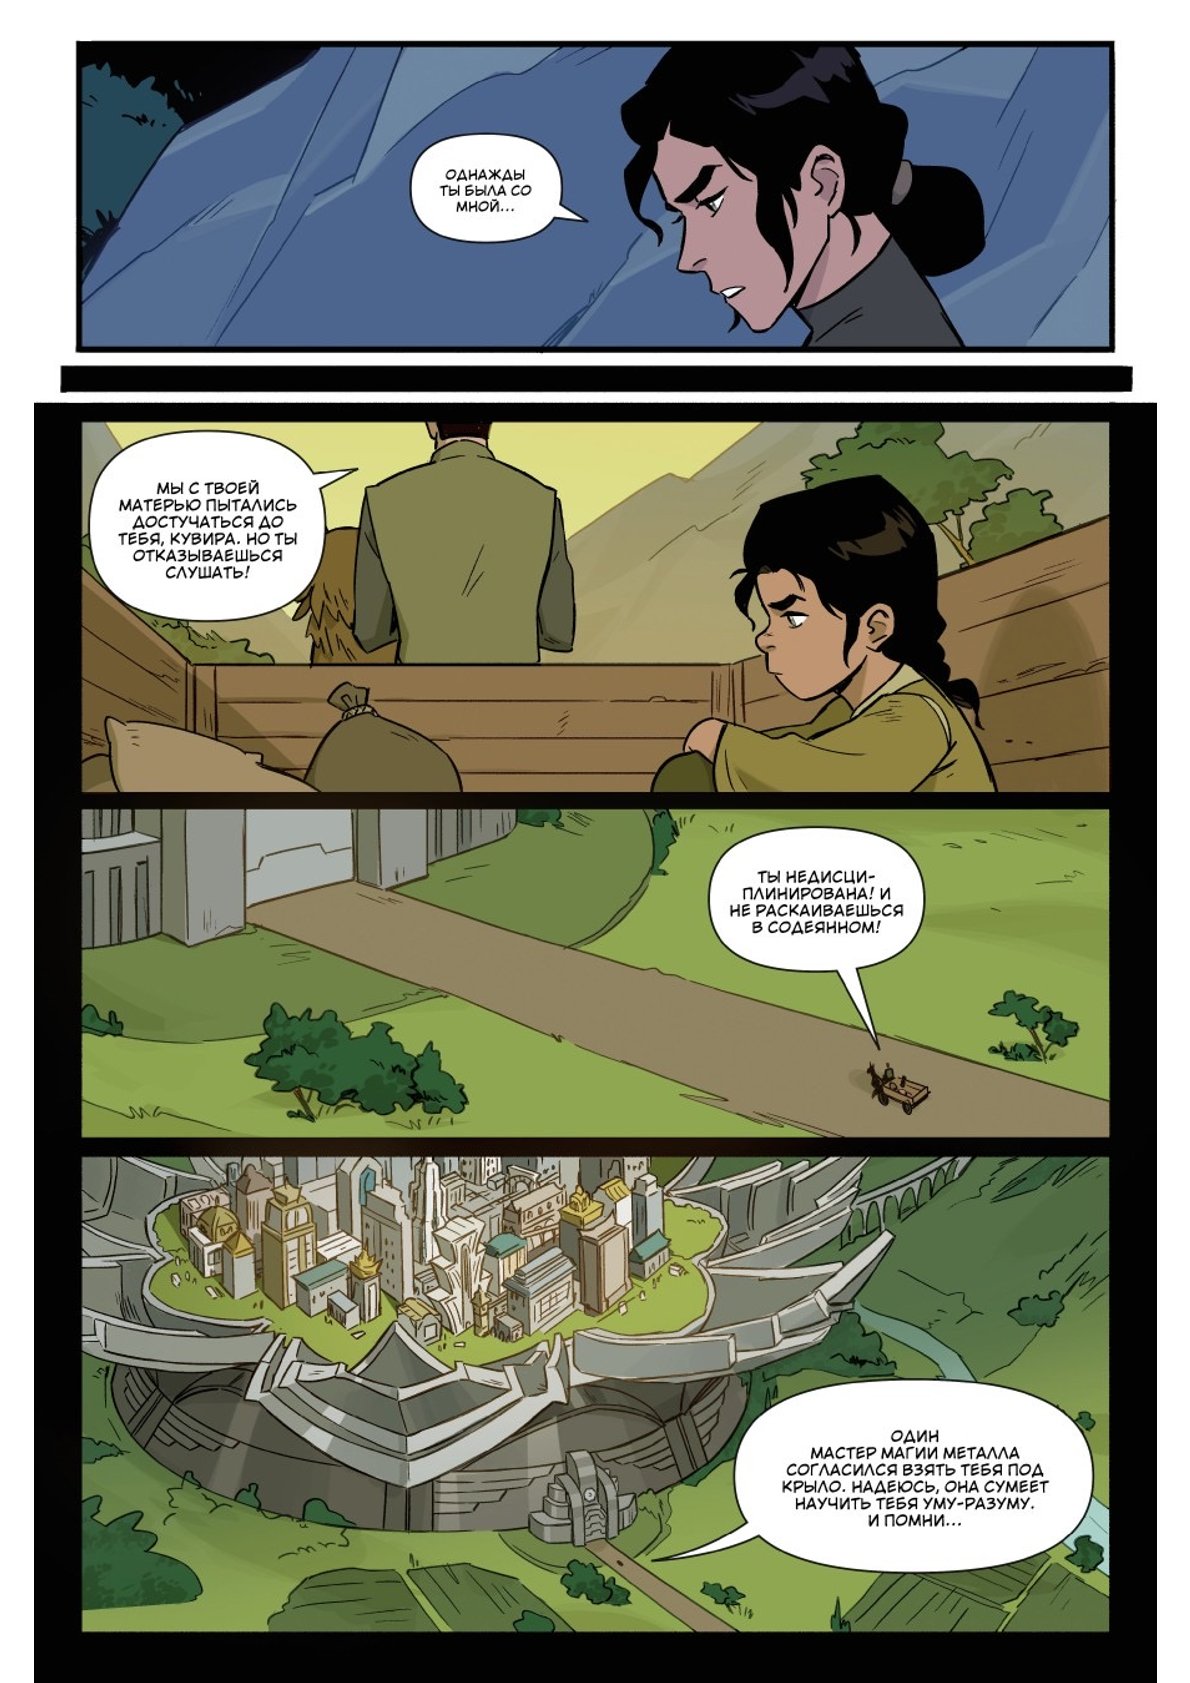 ОДНАЖДЫ
ТЫ БЫЛА СО
МНОЙ...
МЫ С ТВОЕЙ
МАТЕРЬЮ ПЫТАЛИСЬ
ДОСТУЧАТЬСЯ ДО
ТЕБЯ, КУВИРА. НО ТЫ
ОТКАЗЫВАЕШЬСЯ
СЛУШАТЬ!
ТЫ НЕДИСЦИ-
ПЛИНИРОВАНА! И
НЕ РАСКАИВАЕШЬСЯ
В СОДЕЯННОМ!
ОДИН
МАСТЕР МАГИИ МЕТАЛЛА
СОГЛАСИЛСЯ ВЗЯТЬ ТЕБЯ ПОД
КРЫЛО. НАДЕЮСЬ, ОНА СУМЕЕТ
НАУЧИТЬ ТЕБЯ УМУ-РАЗУМУ.
И ПОМНИ...